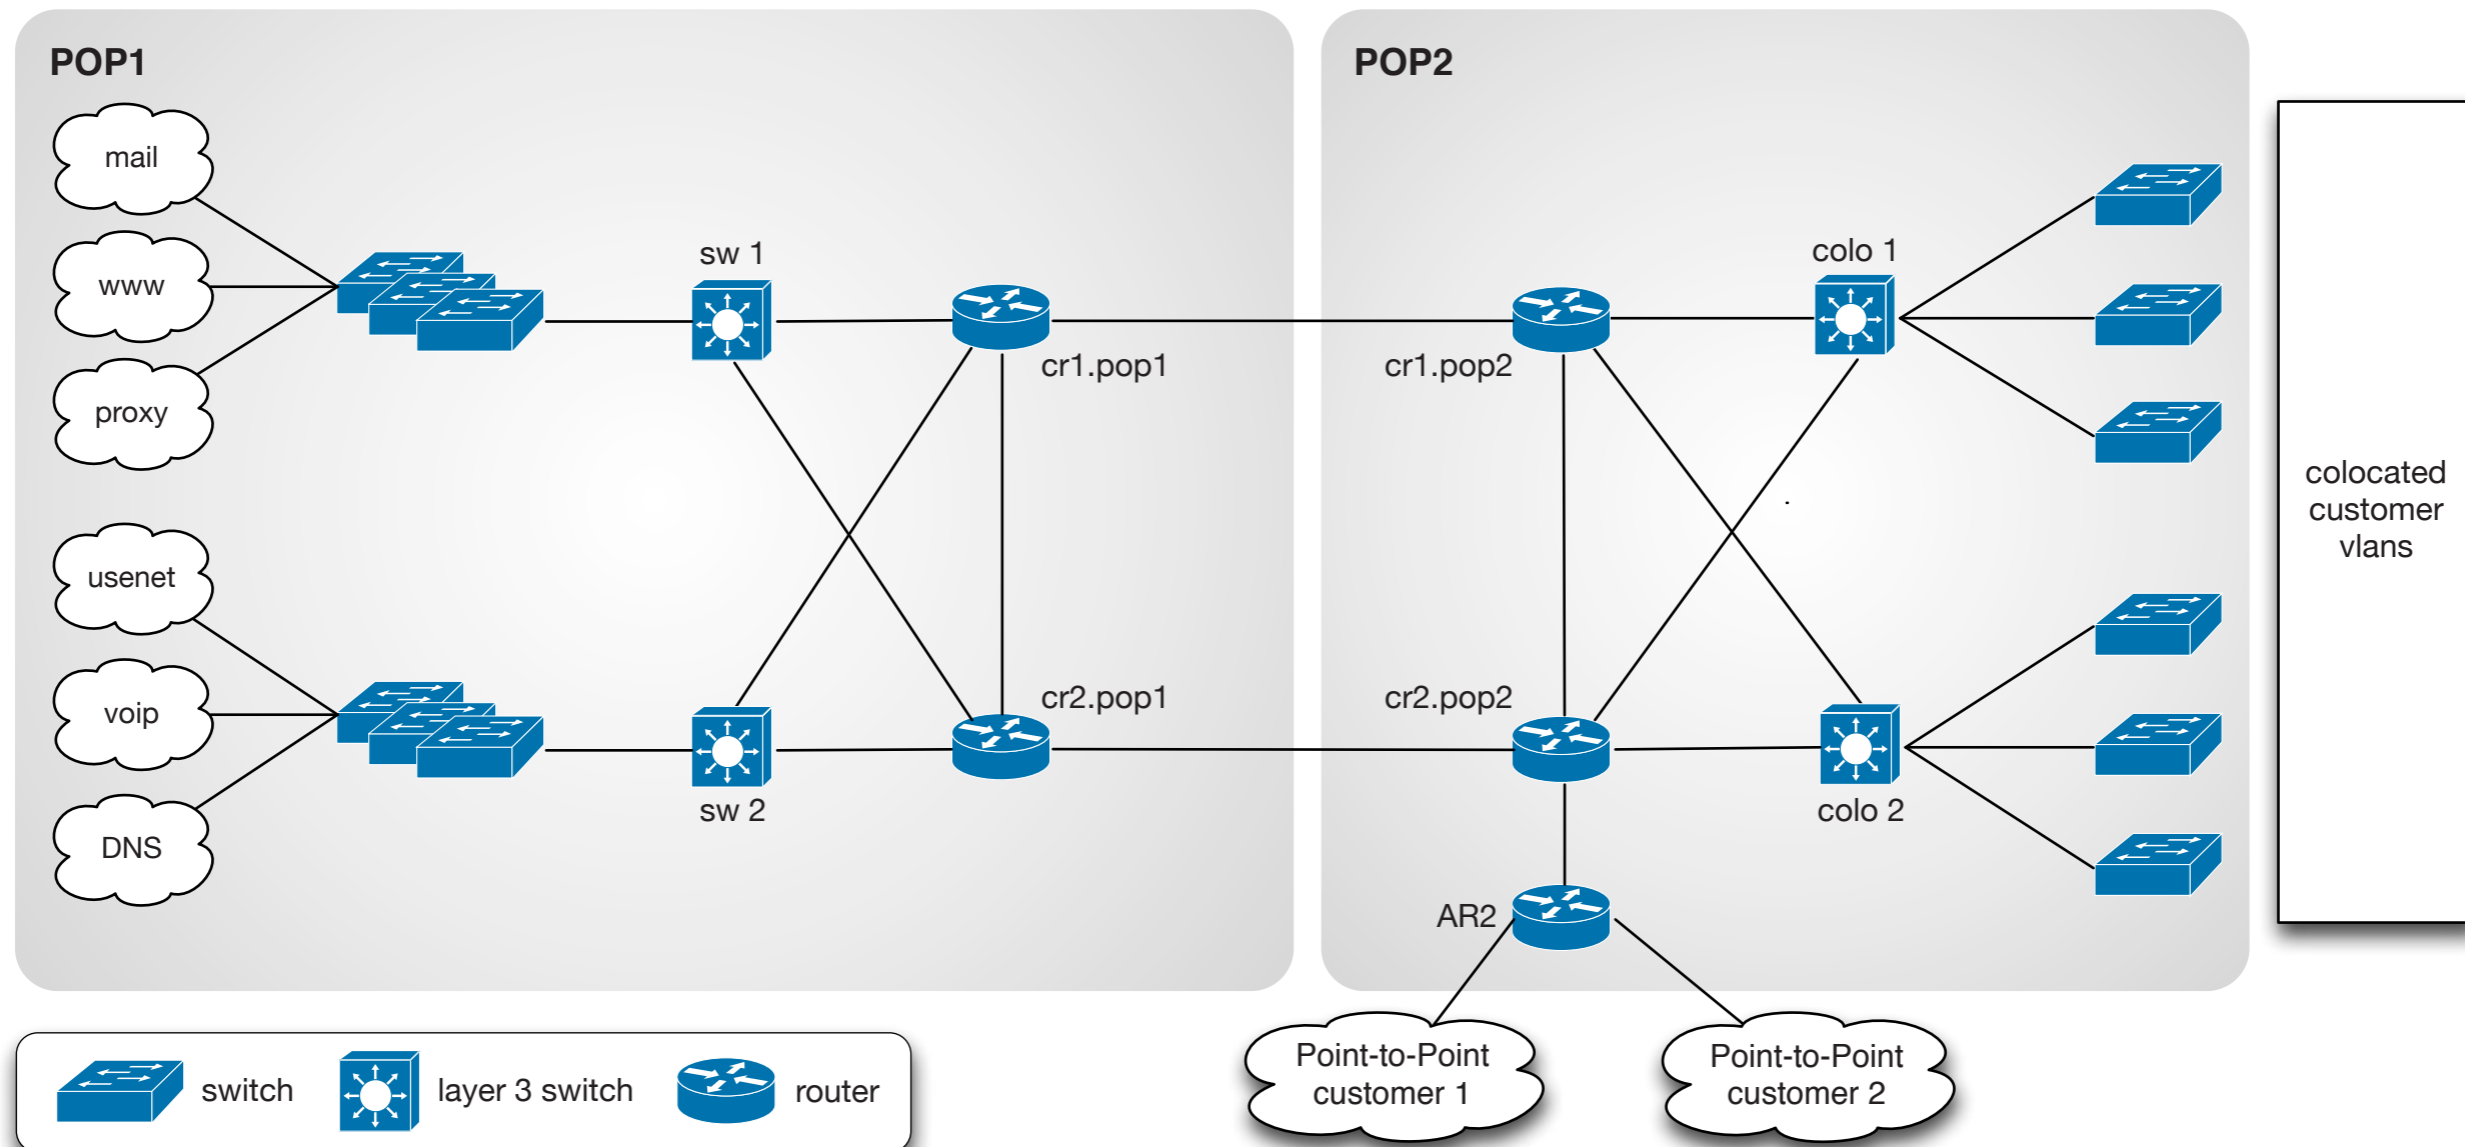 POP1
POP2
mail
www
proxy
usenet
voip
DNS
sw 1
sw 2
cr1.pop1
cr2.pop1
cr1.pop2
cr2.pop2
colo 1
colo 2
AR2
colocated
customer
vlans
Point-to-Point
customer 1
Point-to-Point
customer 2
switch
layer 3 switch
router